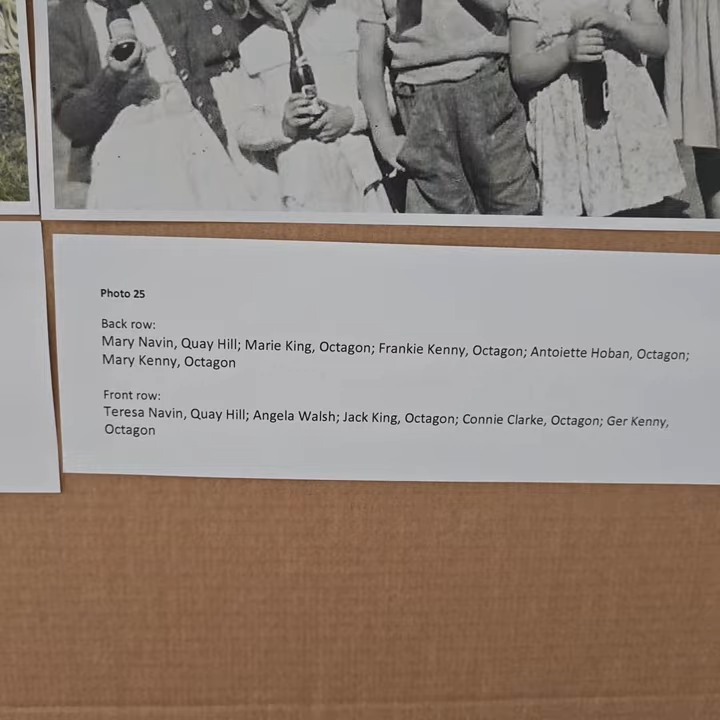 Photo 25
Back row:
Mary Navin, Quay Hill; Marie King, Octagon; Frankie Kenny, Octagon; Antoiette Hoban, Octagon;
Mary Kenny, Octagon
Front row:
Teresa Navin, Quay Hill; Angela Walsh; Jack King, Octagon; Connie Clarke, Octagon; Ger Kenny,
Octagon